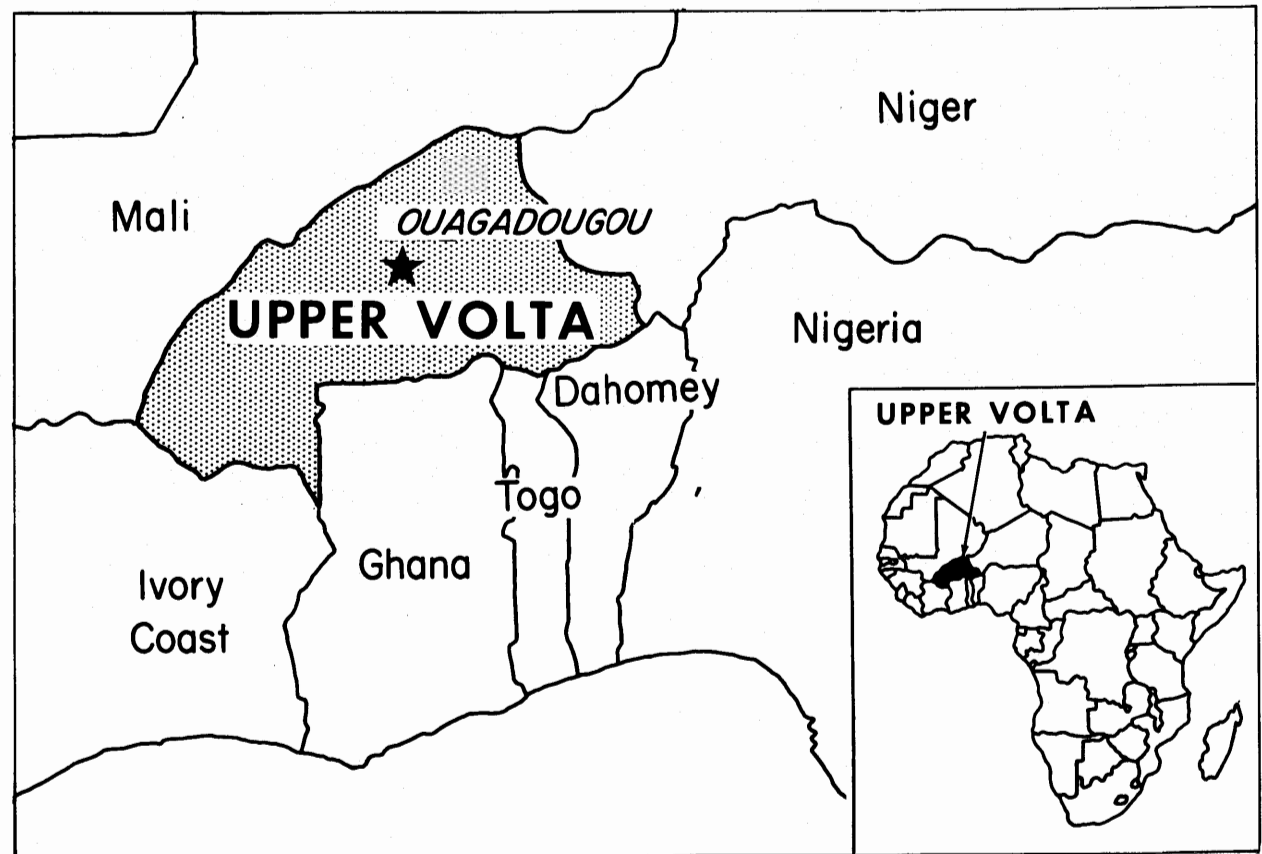 Niger
Mali
OUAGADOUGOU
UPPER VOLTA
Nigeria
Dahomey
Togo
Ghana
Ivory
Coast
UPPER VOLTA